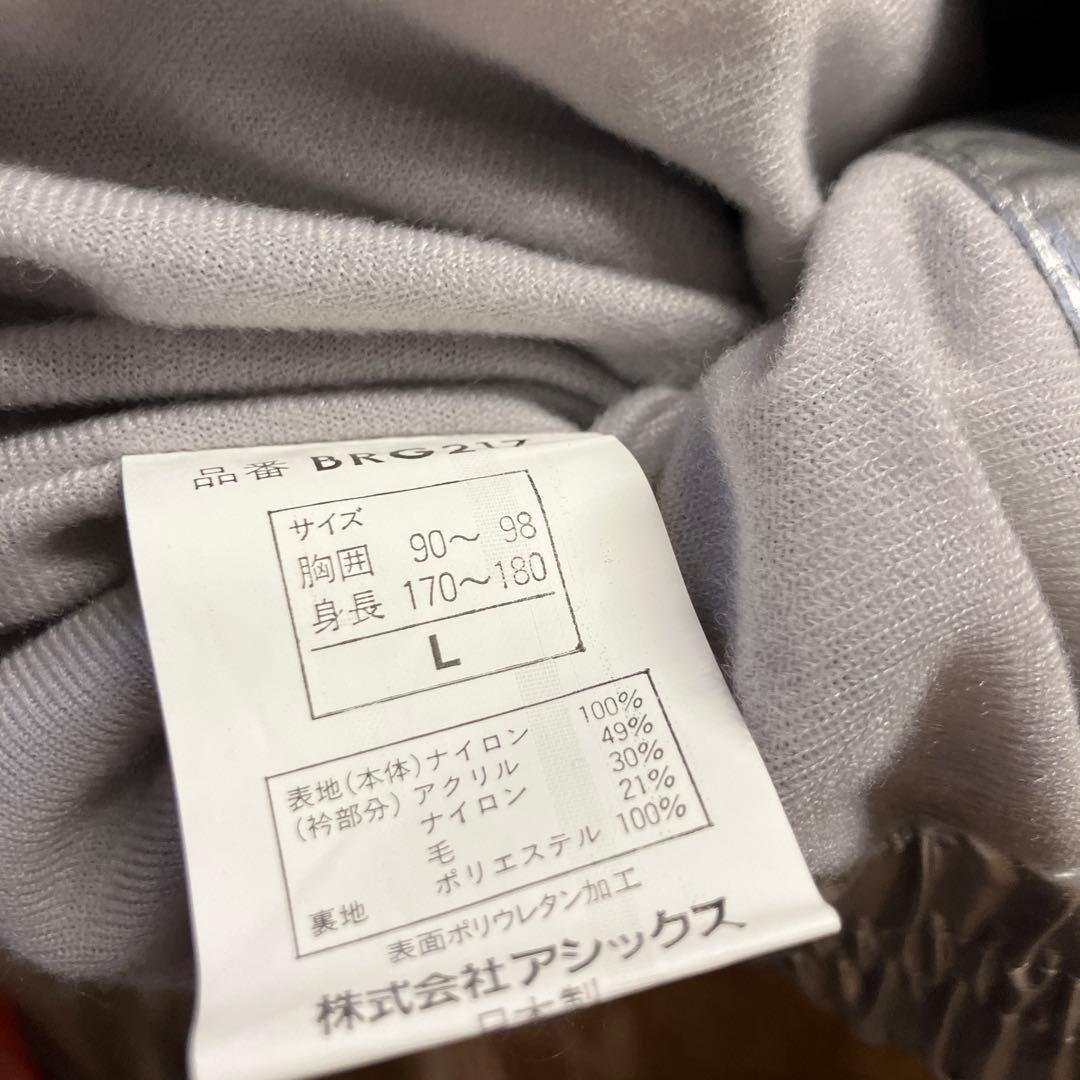 品番 BRG217
サイズ
胸囲 90～98
身長 170～180
L
表地(本体)ナイロン 100%
(衿部分)アクリル 49%
ナイロン 30%
毛 21%
裏地 ポリエステル 100%
表面ポリウレタン加工
株式会社アシックス
日本製